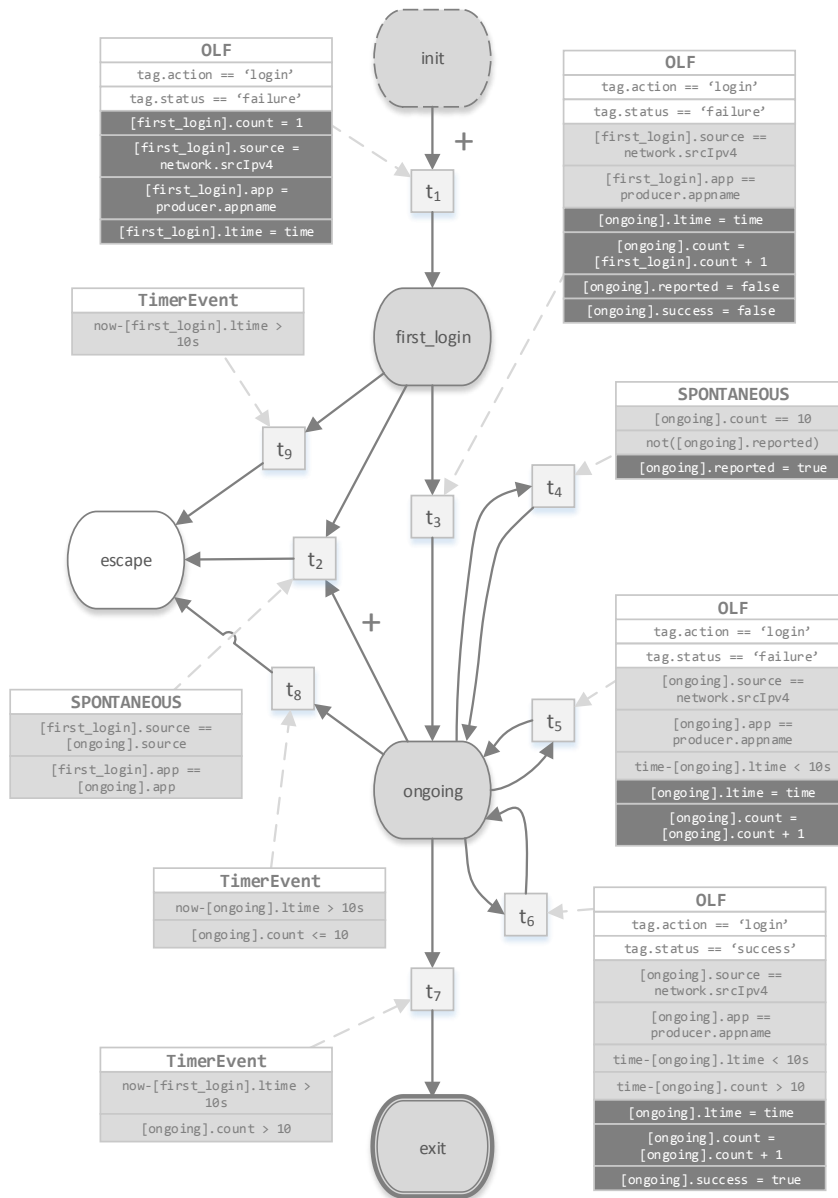 init
+
OLF
tag.action == ‘login’
tag.status == ‘failure’
[first_login].count = 1
[first_login].source =
network.srcIpv4
[first_login].app =
producer.appname
[first_login].ltime = time
t1
OLF
tag.action == ‘login’
tag.status == ‘failure’
[first_login].source ==
network.srcIpv4
[first_login].app ==
producer.appname
[ongoing].ltime = time
[ongoing].count =
[first_login].count + 1
[ongoing].reported = false
[ongoing].success = false
first_login
TimerEvent
now-[first_login].ltime >
10s
t9
t3
SPONTANEOUS
[ongoing].count == 10
not([ongoing].reported)
[ongoing].reported = true
t4
escape
t2
+
SPONTANEOUS
[first_login].source ==
[ongoing].source
[first_login].app ==
[ongoing].app
t8
OLF
tag.action == ‘login’
tag.status == ‘failure’
[ongoing].source ==
network.srcIpv4
[ongoing].app ==
producer.appname
time-[ongoing].ltime < 10s
[ongoing].ltime = time
[ongoing].count =
[ongoing].count + 1
t5
ongoing
TimerEvent
now-[ongoing].ltime > 10s
[ongoing].count <= 10
t6
OLF
tag.action == ‘login’
tag.status == ‘success’
[ongoing].source ==
network.srcIpv4
[ongoing].app ==
producer.appname
time-[ongoing].ltime < 10s
time-[ongoing].count > 10
[ongoing].ltime = time
[ongoing].count =
[ongoing].count + 1
[ongoing].success = true
t7
TimerEvent
now-[first_login].ltime >
10s
[ongoing].count > 10
exit